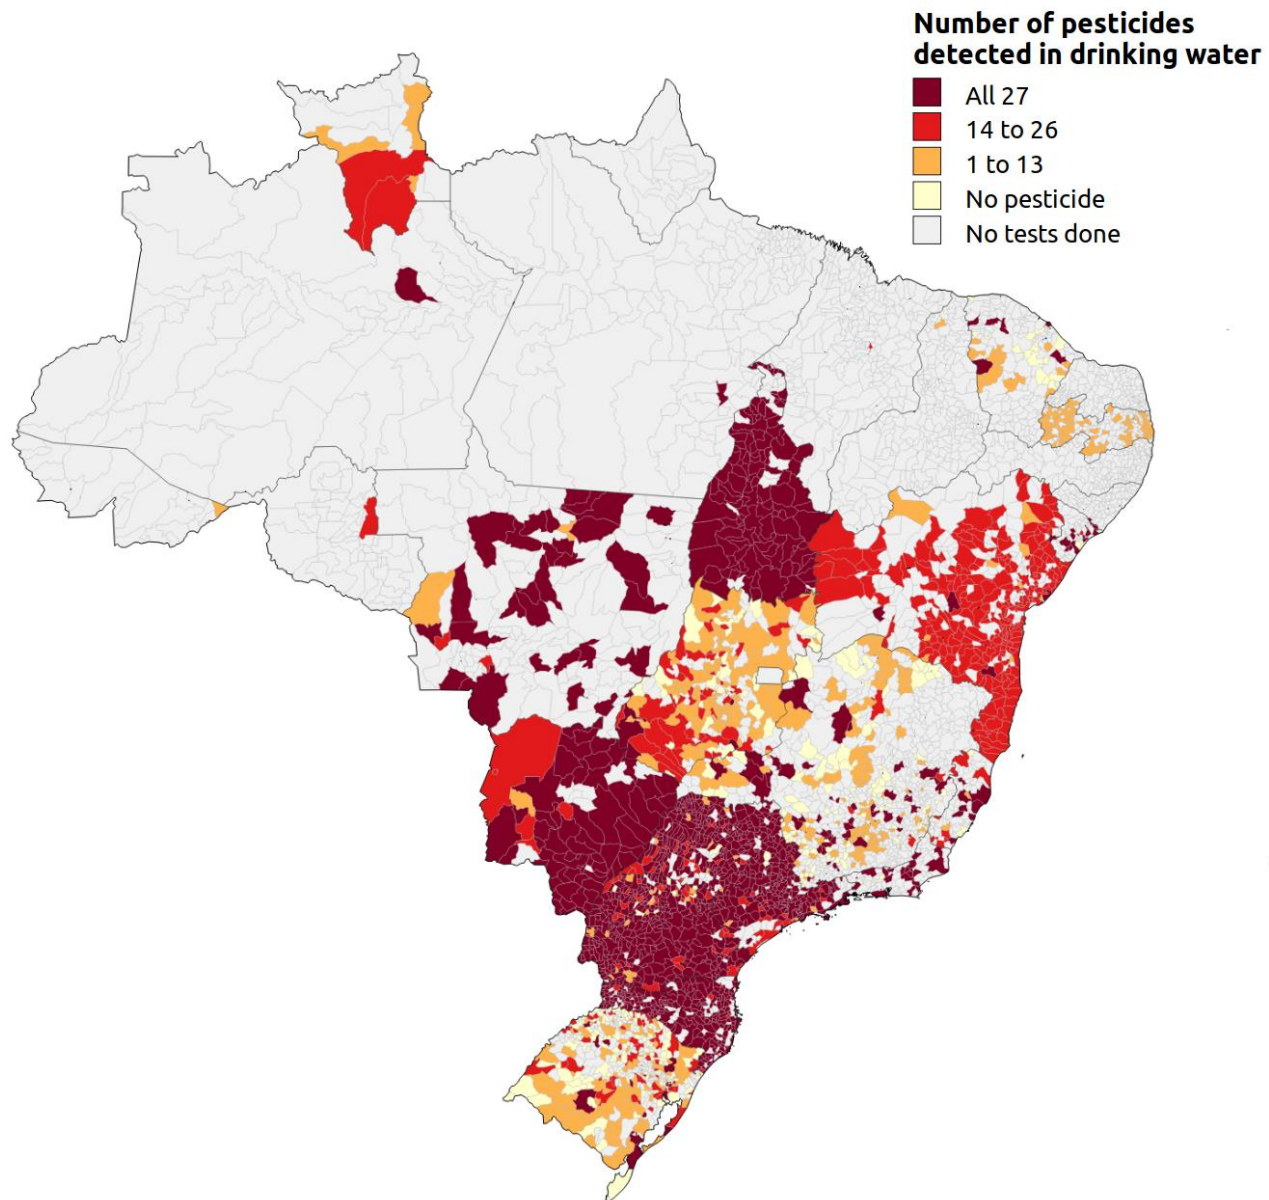 Number of pesticides
detected in drinking water
All 27
14 to 26
1 to 13
No pesticide
No tests done